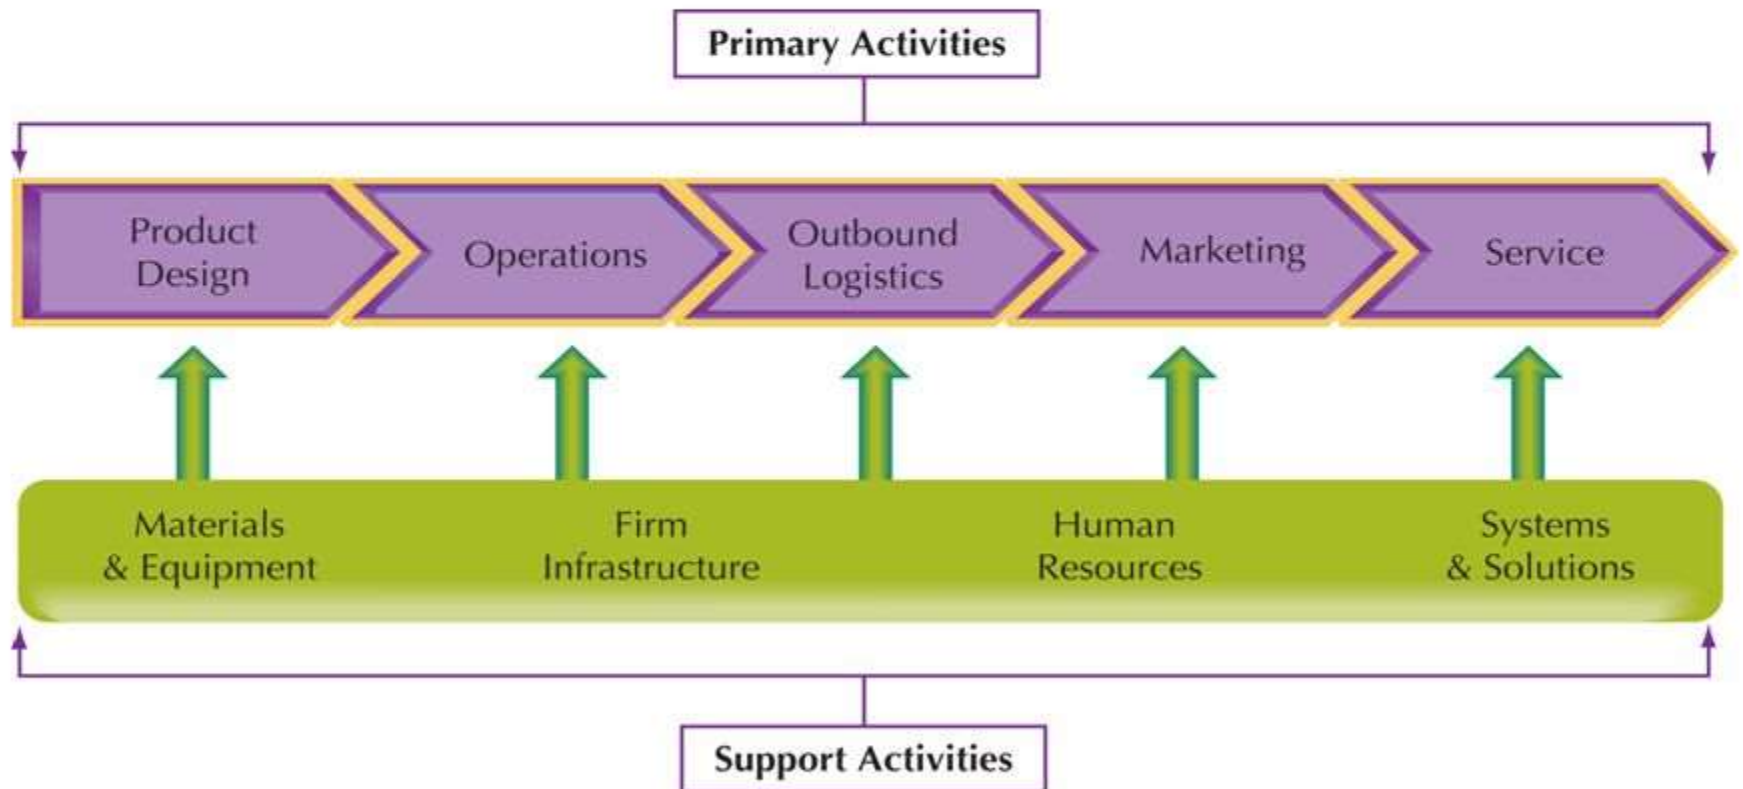 Primary Activities
Product
Design
Operations
Outbound
Logistics
Marketing
Service
Materials
& Equipment
Firm
Infrastructure
Human
Resources
Systems
& Solutions
Support Activities